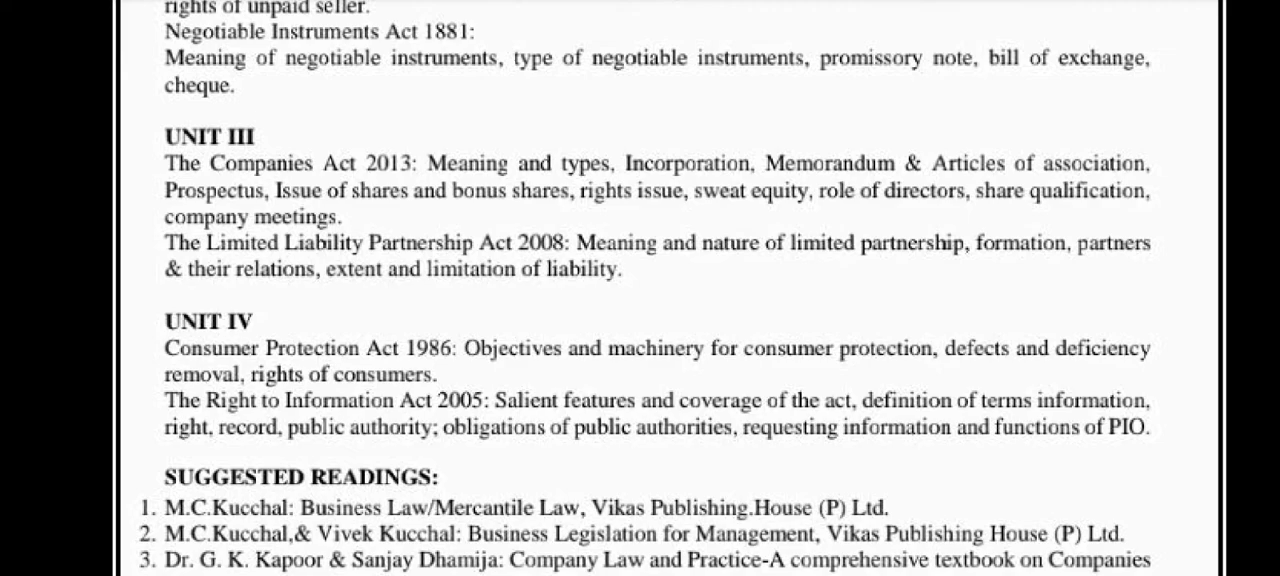 rights of unpaid seller.
Negotiable Instruments Act 1881:
Meaning of negotiable instruments, type of negotiable instruments, promissory note, bill of exchange,
cheque.
UNIT III
The Companies Act 2013: Meaning and types, Incorporation, Memorandum & Articles of association,
Prospectus, Issue of shares and bonus shares, rights issue, sweat equity, role of directors, share qualification,
company meetings.
The Limited Liability Partnership Act 2008: Meaning and nature of limited partnership, formation, partners
& their relations, extent and limitation of liability.
UNIT IV
Consumer Protection Act 1986: Objectives and machinery for consumer protection, defects and deficiency
removal, rights of consumers.
The Right to Information Act 2005: Salient features and coverage of the act, definition of terms information,
right, record, public authority; obligations of public authorities, requesting information and functions of PIO.
SUGGESTED READINGS:
1. M.C.Kucchal: Business Law/Mercantile Law, Vikas Publishing.House (P) Ltd.
2. M.C.Kucchal,& Vivek Kucchal: Business Legislation for Management, Vikas Publishing House (P) Ltd.
3. Dr. G. K. Kapoor & Sanjay Dhamija: Company Law and Practice-A comprehensive textbook on Companies